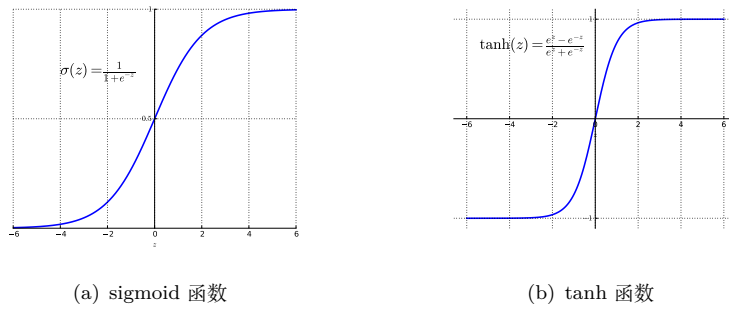 1
σ(z) = 1/(1+e^{-z})
0.5
−6 −4 −2 0 2 4 6
z
(a) sigmoid 函数
1
tanh(z) = (e^z − e^{-z})/(e^z + e^{-z})
−6 −4 −2 0 2 4 6
z
−1
(b) tanh 函数